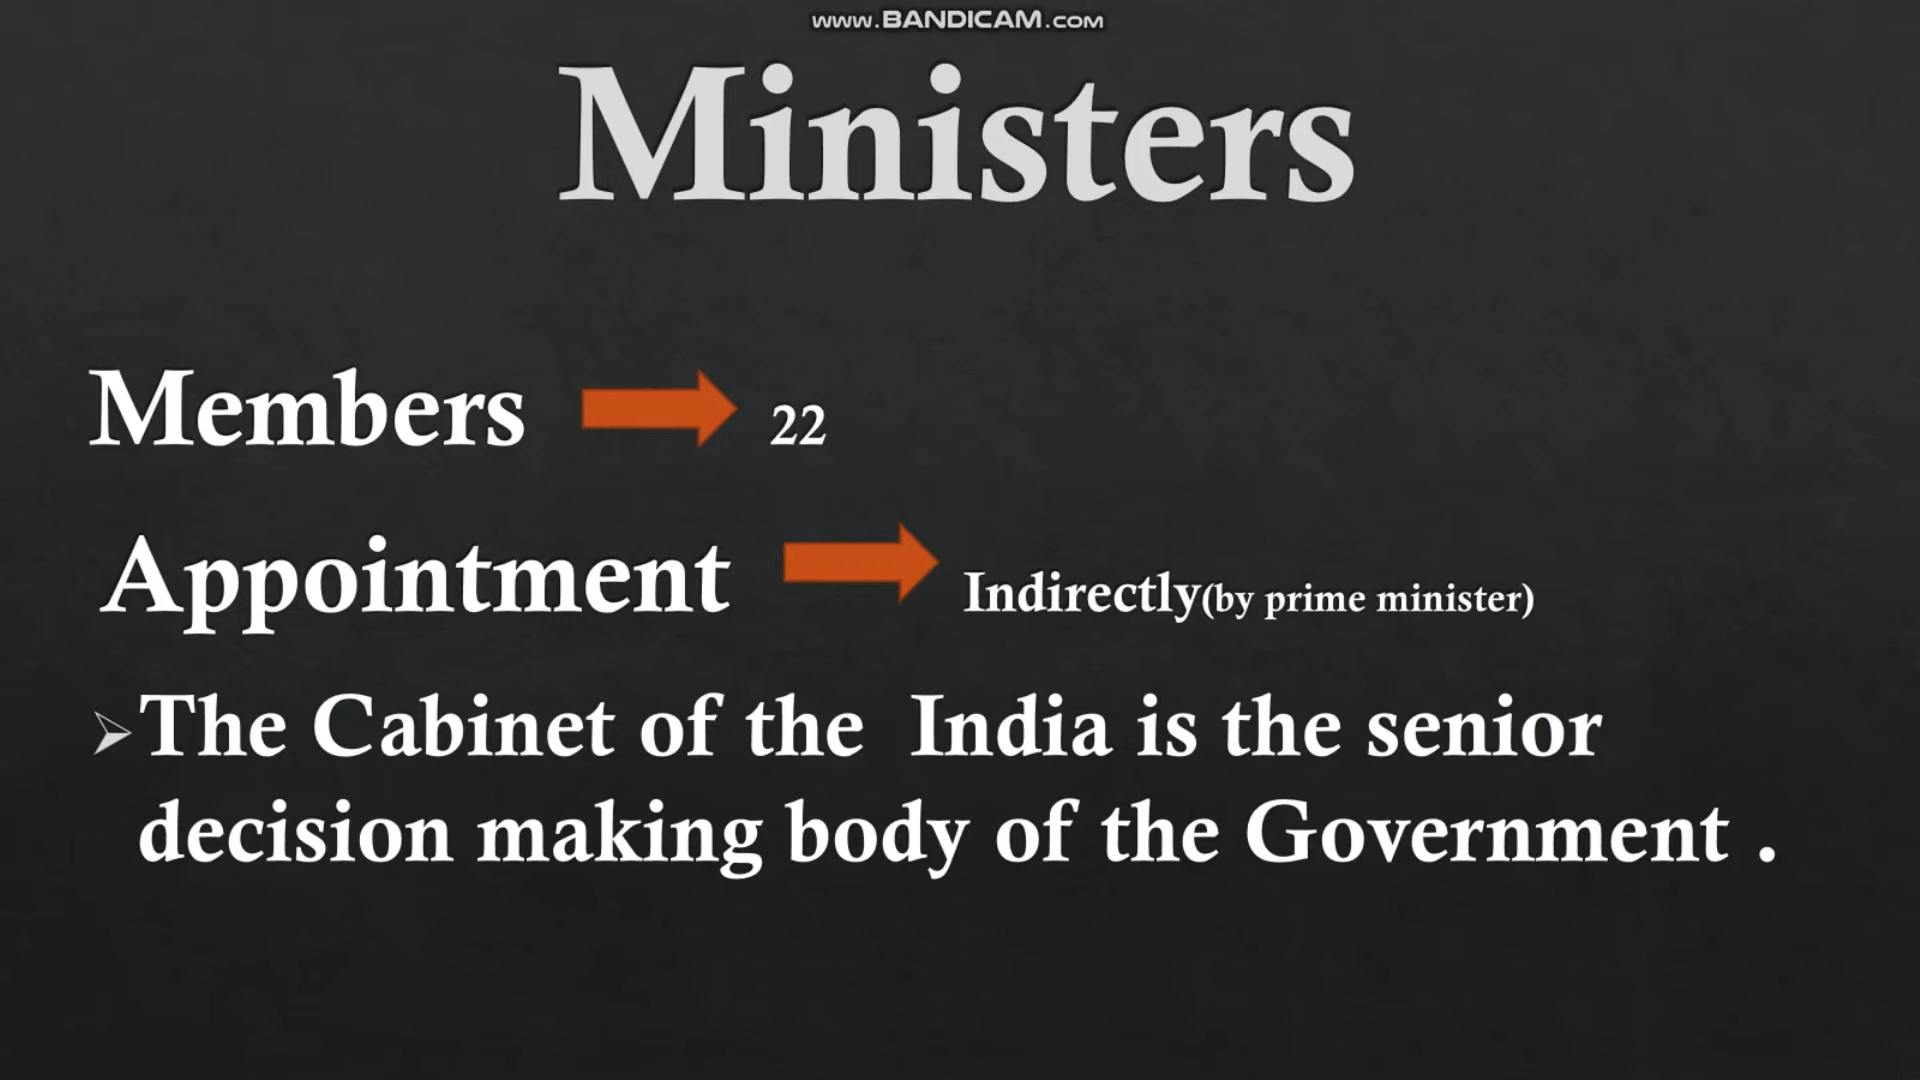 www.BANDICAM.com
Ministers
Members 22
Appointment Indirectly(by prime minister)
The Cabinet of the India is the senior
decision making body of the Government .